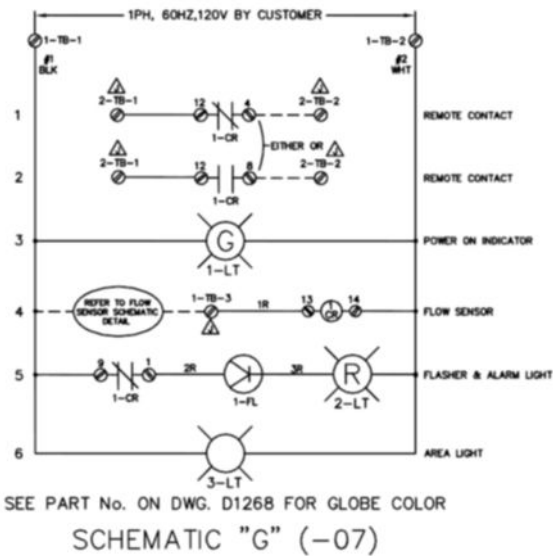 1PH, 60HZ,120V BY CUSTOMER
1-TB-1
1-TB-2
#1
BLK
#2
WHT
1
2-TB-1
12
4
2-TB-2
1-CR
REMOTE CONTACT
EITHER OR
2
2-TB-1
12
8
2-TB-2
1-CR
REMOTE CONTACT
3
G
1-LT
POWER ON INDICATOR
4
REFER TO FLOW
SENSOR SCHEMATIC
DETAIL
1-TB-3
1R
13
1
CR
14
FLOW SENSOR
5
9
1
1-CR
2R
1-FL
3R
R
2-LT
FLASHER & ALARM LIGHT
6
3-LT
AREA LIGHT
SEE PART No. ON DWG. D1268 FOR GLOBE COLOR
SCHEMATIC "G" (-07)